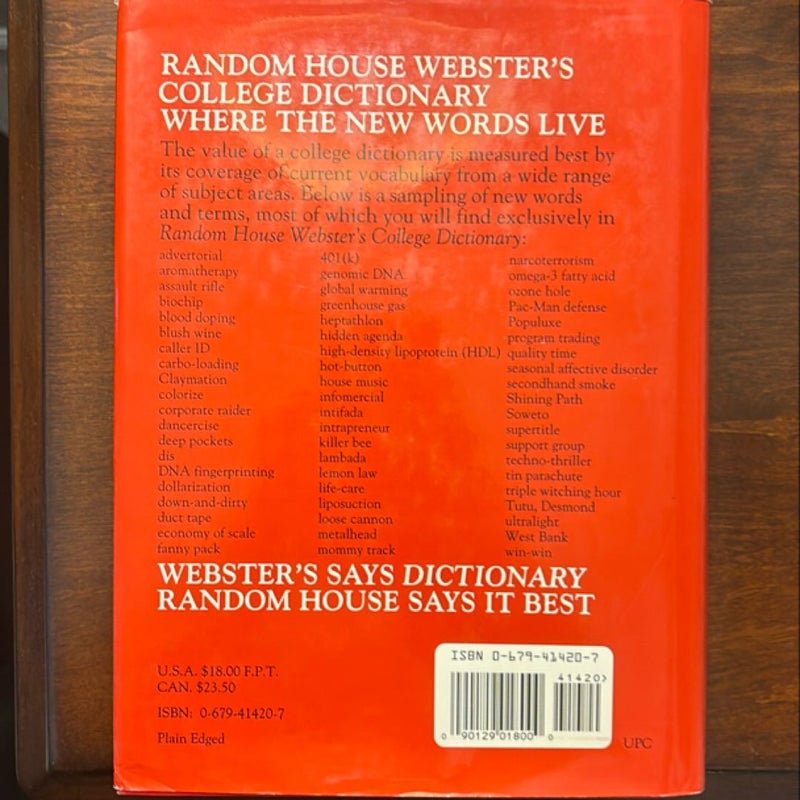 RANDOM HOUSE WEBSTER'S
COLLEGE DICTIONARY
WHERE THE NEW WORDS LIVE
The value of a college dictionary is measured best by
its coverage of current vocabulary from a wide range
of subject areas. Below is a sampling of new words
and terms, most of which you will find exclusively in
Random House Webster's College Dictionary:
advertorial
aromatherapy
assault rifle
biochip
blood doping
blush wine
caller ID
carbo-loading
Claymation
colorize
corporate raider
dancercise
deep pockets
dis
DNA fingerprinting
dollarization
down-and-dirty
duct tape
economy of scale
fanny pack
401(k)
genomic DNA
global warming
greenhouse gas
heptathlon
hidden agenda
high-density lipoprotein (HDL)
hot-button
house music
infomercial
intifada
intrapreneur
killer bee
lambada
lemon law
life-care
liposuction
loose cannon
metalhead
mommy track
narcoterrorism
omega-3 fatty acid
ozone hole
Pac-Man defense
Populuxe
program trading
quality time
seasonal affective disorder
secondhand smoke
Shining Path
Soweto
supertitle
support group
techno-thriller
tin parachute
triple witching hour
Tutu, Desmond
ultralight
West Bank
win-win
WEBSTER'S SAYS DICTIONARY
RANDOM HOUSE SAYS IT BEST
U.S.A. $18.00 F.P.T.
CAN. $23.50
ISBN: 0-679-41420-7
Plain Edged
ISBN 0-679-41420-7
41420>
0 90129 01800 0
UPC